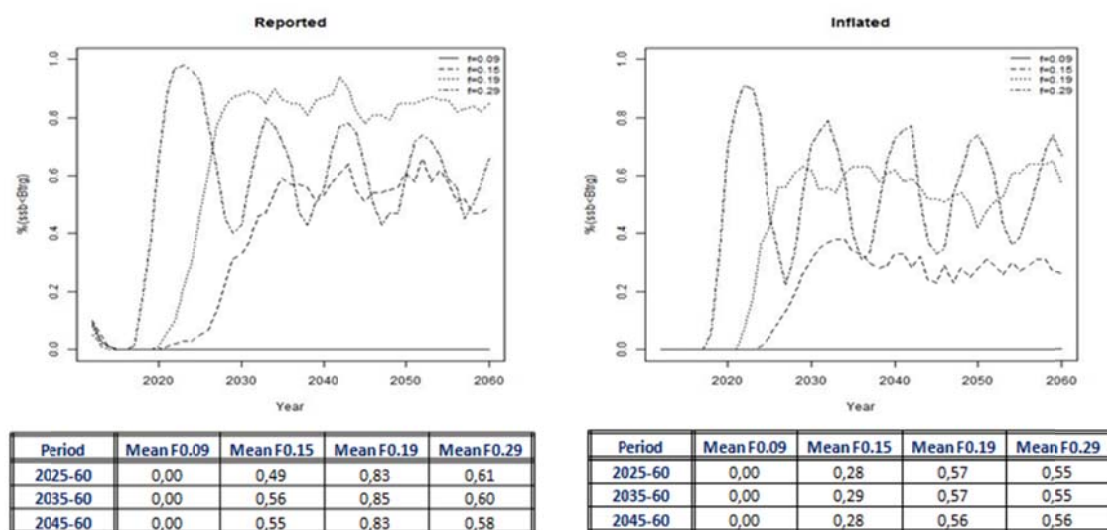 Reported
%(ssb<Btrg)
1.0
0.8
0.6
0.4
0.2
0.0
f=0.09
f=0.15
f=0.19
f=0.29
2020 2030 2040 2050 2060
Year
Period Mean F0.09 Mean F0.15 Mean F0.19 Mean F0.29
2025-60 0,00 0,49 0,83 0,61
2035-60 0,00 0,56 0,85 0,60
2045-60 0,00 0,55 0,83 0,58
Inflated
%(ssb<Btrg)
1.0
0.8
0.6
0.4
0.2
0.0
f=0.09
f=0.15
f=0.19
f=0.29
2020 2030 2040 2050 2060
Year
Period Mean F0.09 Mean F0.15 Mean F0.19 Mean F0.29
2025-60 0,00 0,28 0,57 0,55
2035-60 0,00 0,29 0,57 0,55
2045-60 0,00 0,28 0,56 0,56